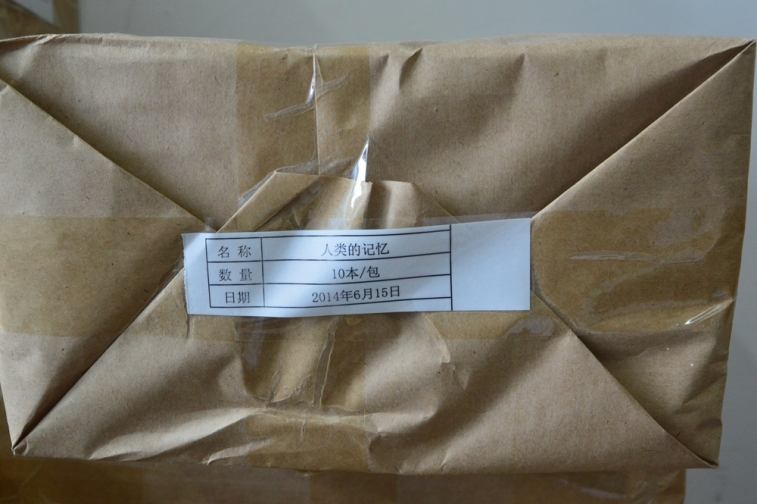 名称 人类的记忆
数量 10本/包
日期 2014年6月15日